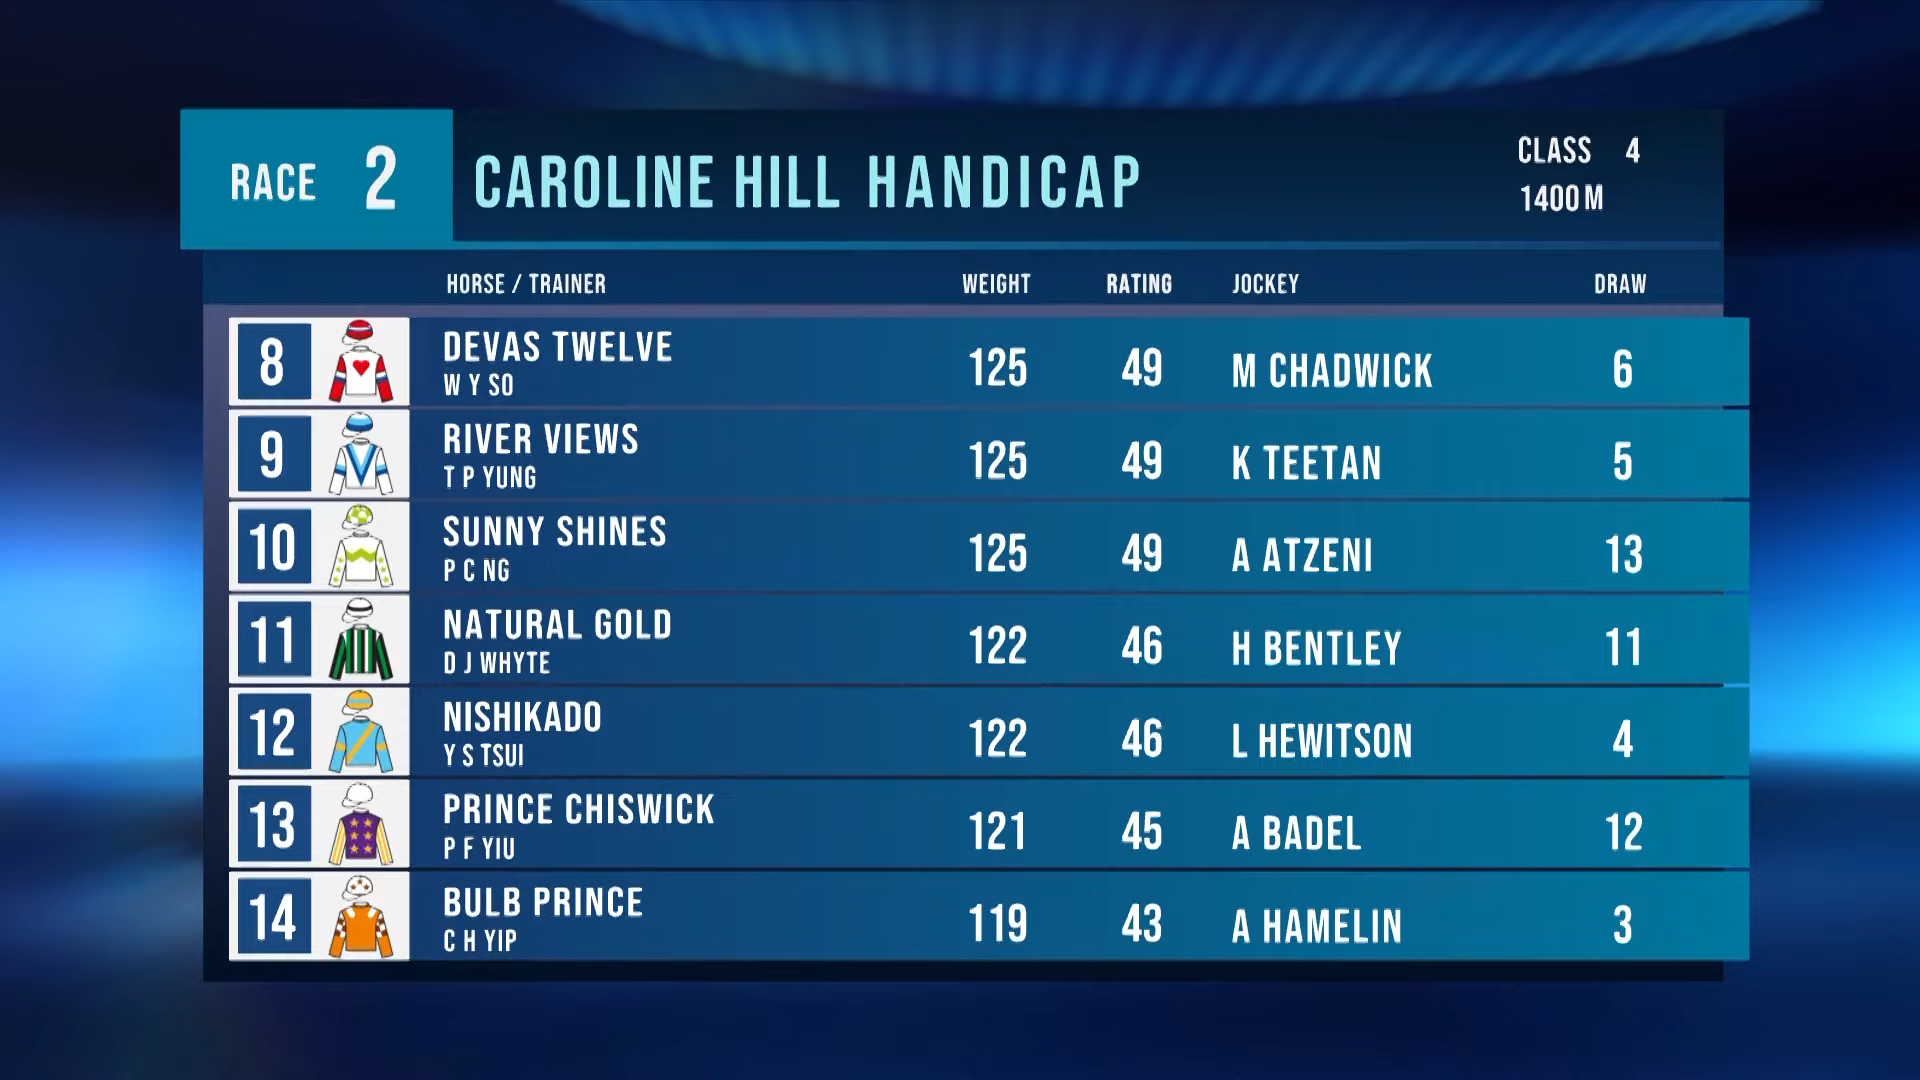 RACE 2 CAROLINE HILL HANDICAP
CLASS 4
1400M
HORSE / TRAINER WEIGHT RATING JOCKEY DRAW
8 DEVAS TWELVE 125 49 M CHADWICK 6
W Y SO
9 RIVER VIEWS 125 49 K TEETAN 5
T P YUNG
10 SUNNY SHINES 125 49 A ATZENI 13
P C NG
11 NATURAL GOLD 122 46 H BENTLEY 11
D J WHYTE
12 NISHIKADO 122 46 L HEWITSON 4
Y S TSUI
13 PRINCE CHISWICK 121 45 A BADEL 12
P F YIU
14 BULB PRINCE 119 43 A HAMELIN 3
C H YIP